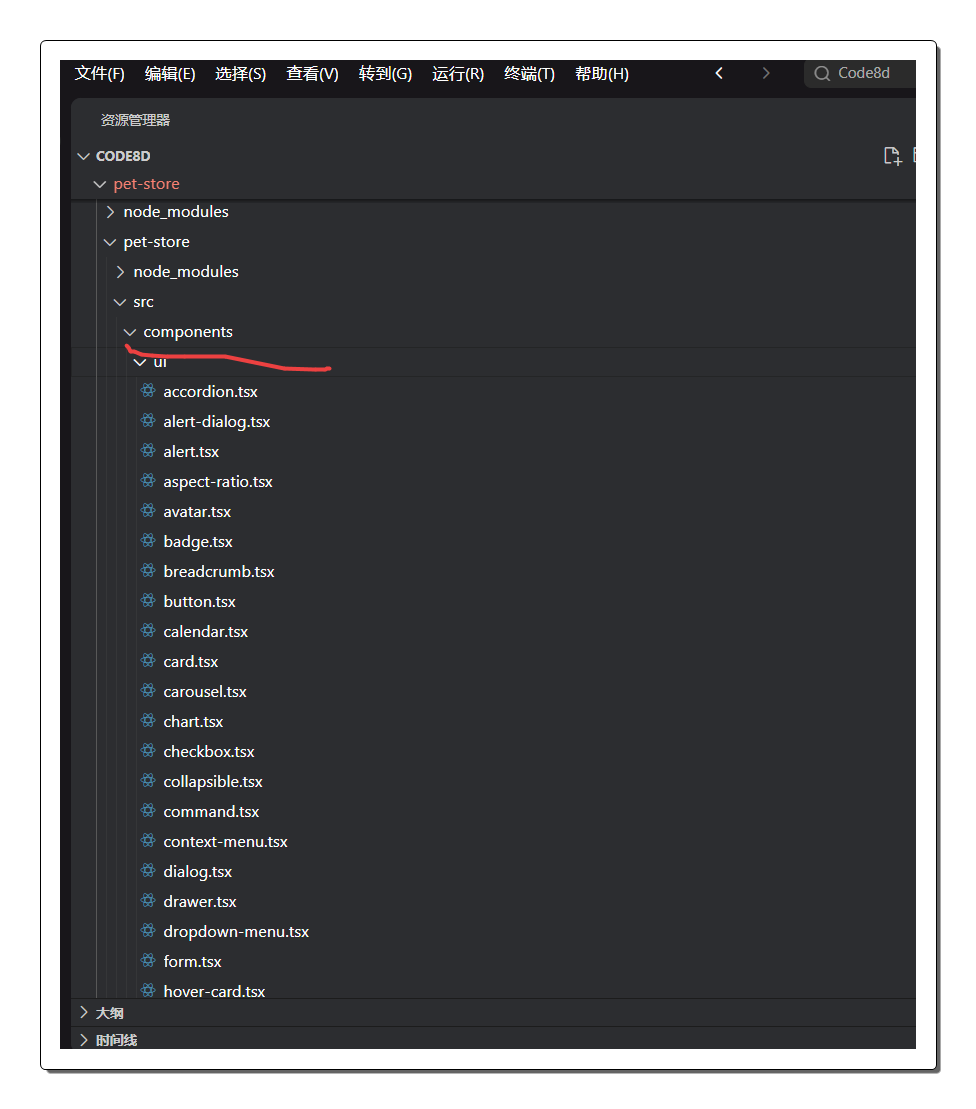 文件(F) 编辑(E) 选择(S) 查看(V) 转到(G) 运行(R) 终端(T) 帮助(H) Code8d
资源管理器
CODE8D
pet-store
node_modules
pet-store
node_modules
src
components
ui
accordion.tsx
alert-dialog.tsx
alert.tsx
aspect-ratio.tsx
avatar.tsx
badge.tsx
breadcrumb.tsx
button.tsx
calendar.tsx
card.tsx
carousel.tsx
chart.tsx
checkbox.tsx
collapsible.tsx
command.tsx
context-menu.tsx
dialog.tsx
drawer.tsx
dropdown-menu.tsx
form.tsx
hover-card.tsx
大纲
时间线